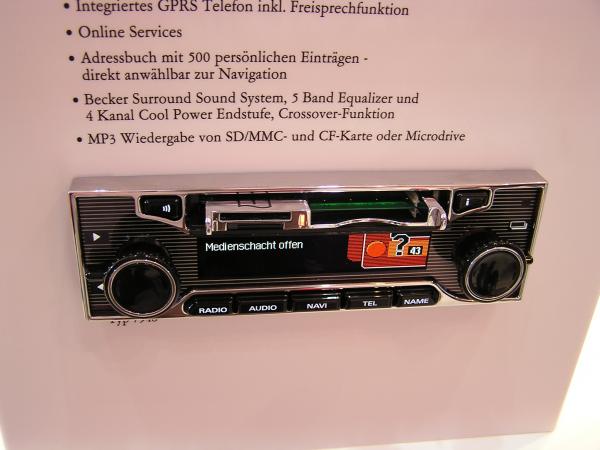 • Integriertes GPRS Telefon inkl. Freisprechfunktion
• Online Services
• Adressbuch mit 500 persönlichen Einträgen -
direkt anwählbar zur Navigation
• Becker Surround Sound System, 5 Band Equalizer und
4 Kanal Cool Power Endstufe, Crossover-Funktion
• MP3 Wiedergabe von SD/MMC- und CF-Karte oder Microdrive
i
Medienschacht offen
? 43
RADIO AUDIO NAVI TEL NAME